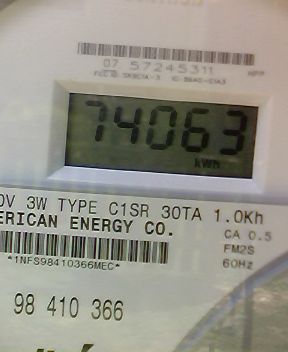 07 57245311
74063
kWh
0V 3W TYPE C1SR 30TA 1.0Kh
ERICAN ENERGY CO.
CA 0.5
FM2S
*1NFS98410366MEC*
60Hz
98 410 366